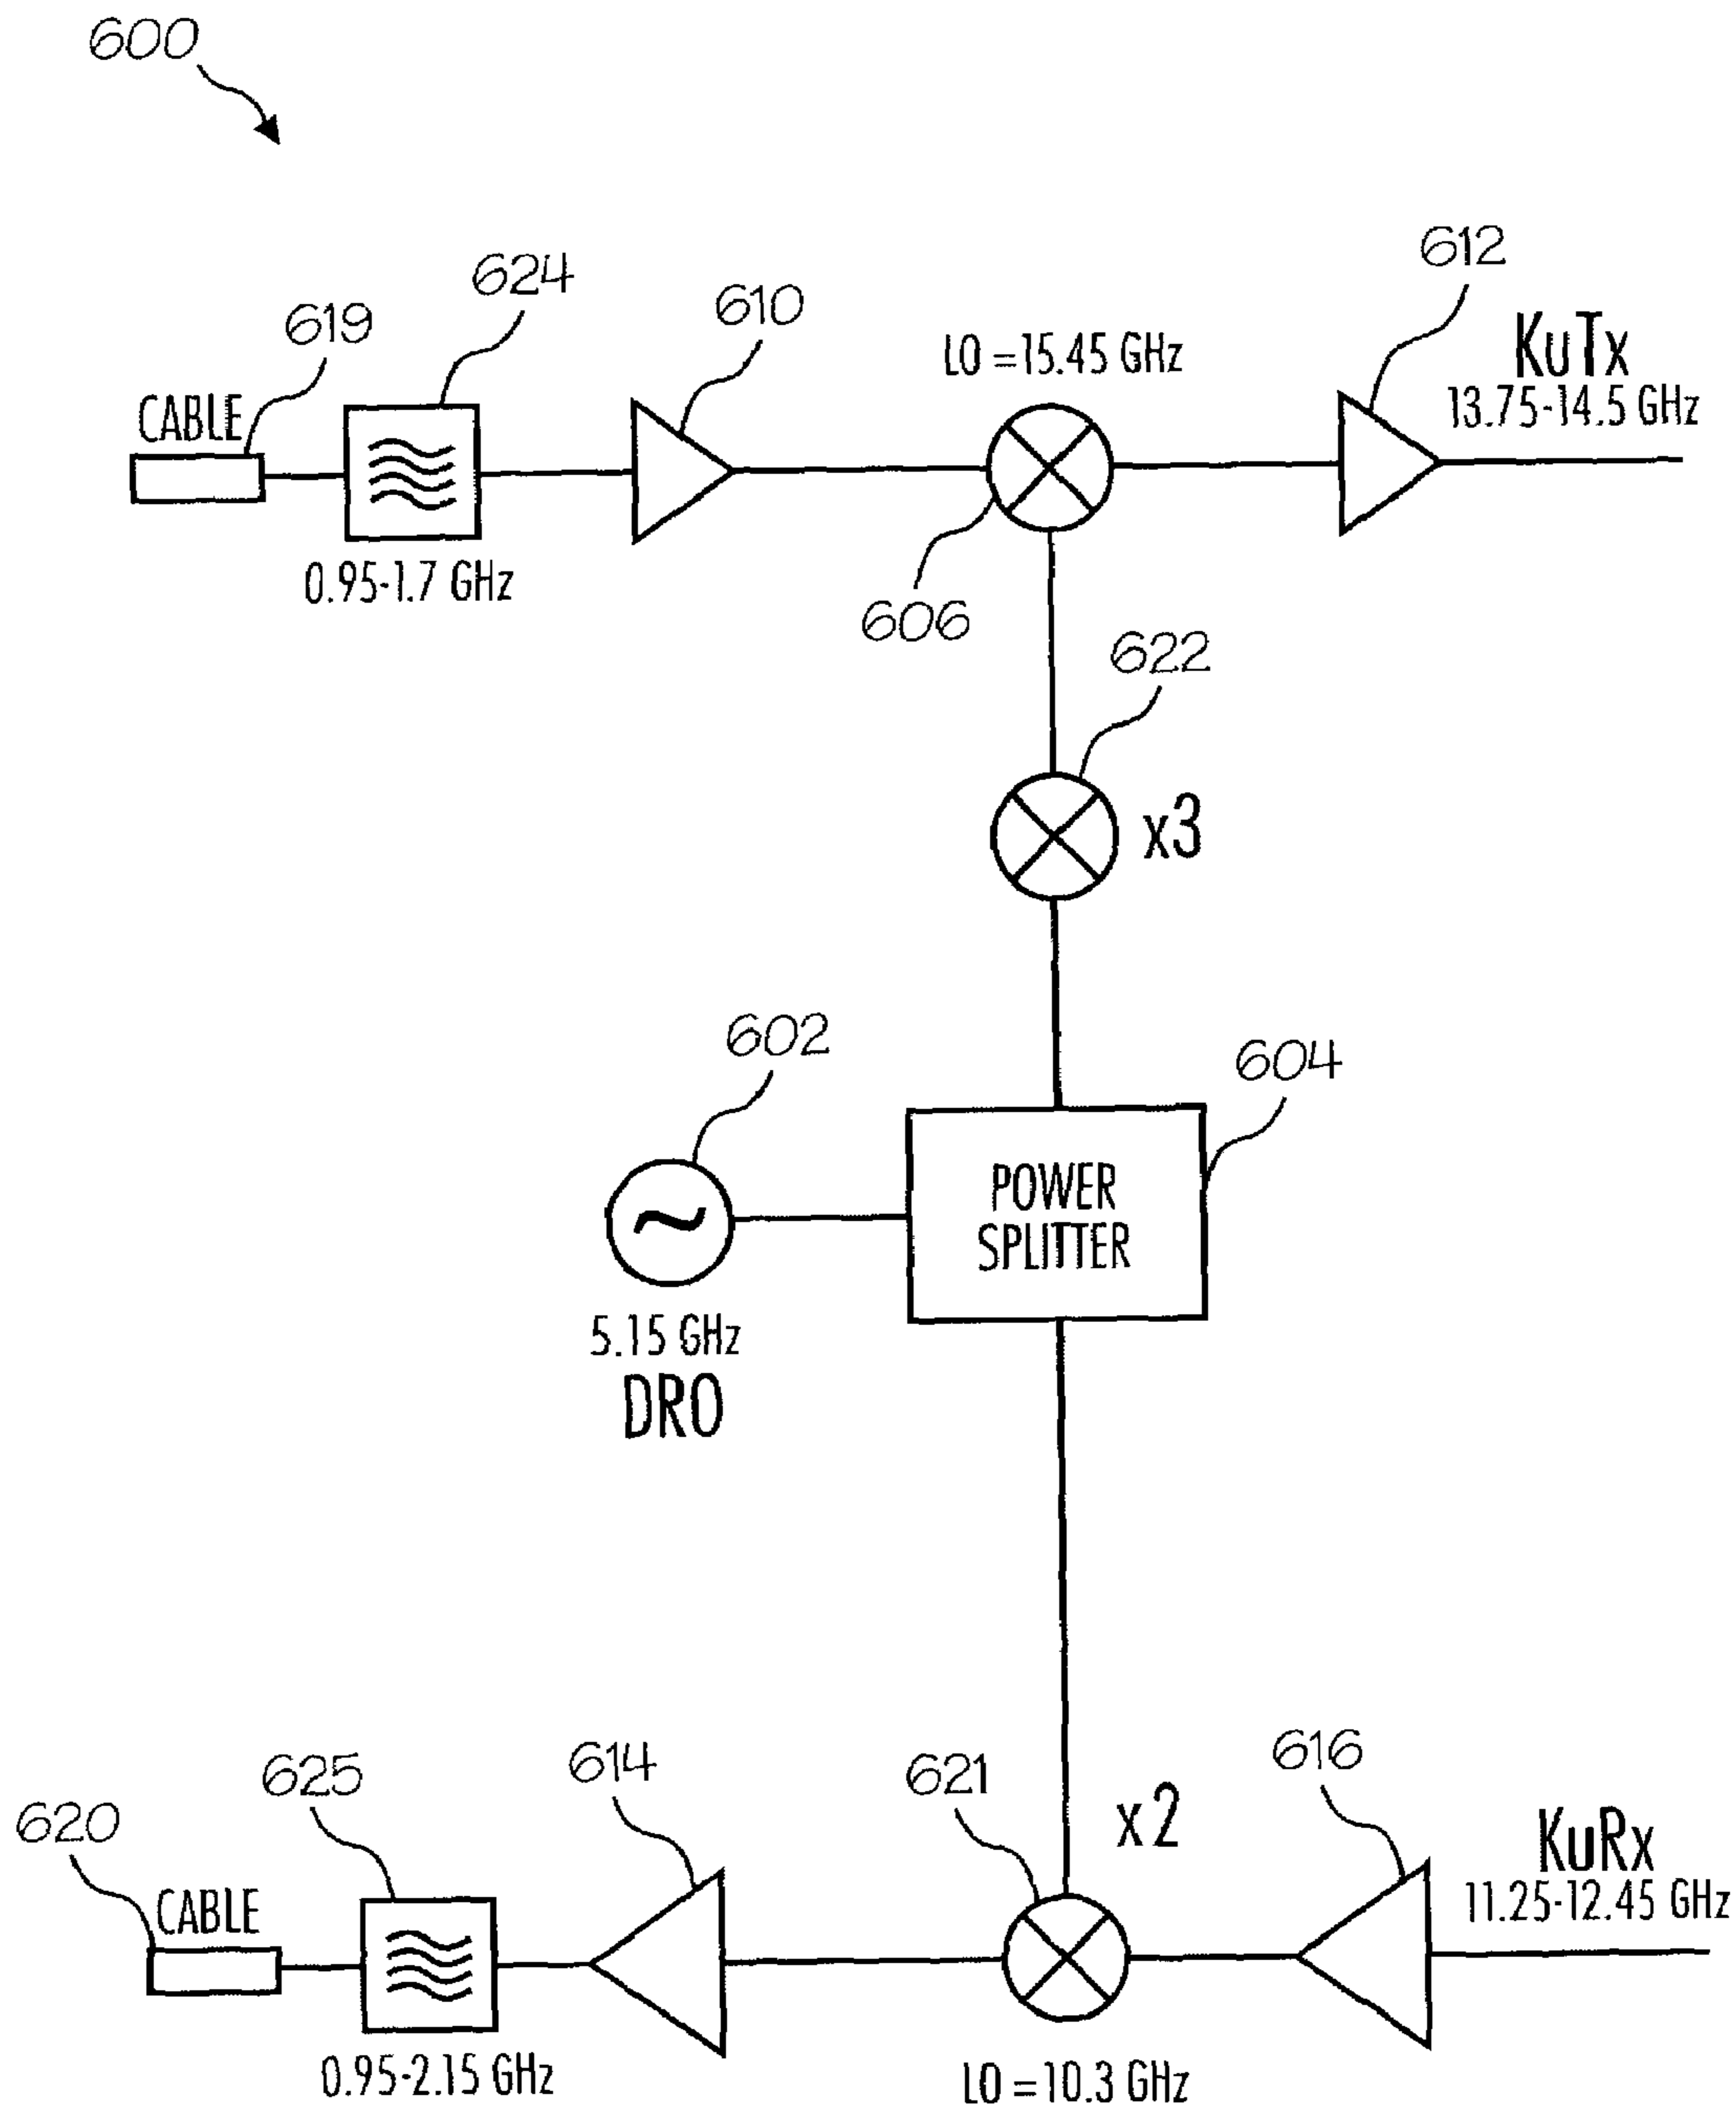 600
612
624
610
619
KuTx
LO =15.45 GHz
13.75-14.5 GHz
CABLE
0.95-1.7 GHz
606
622
x3
602
604
POWER
SPLITTER
5.15 GHz
DRO
616
625
614
621
x2
620
KuRx
11.25-12.45 GHz
CABLE
0.95-2.15 GHz
LO =10.3 GHz